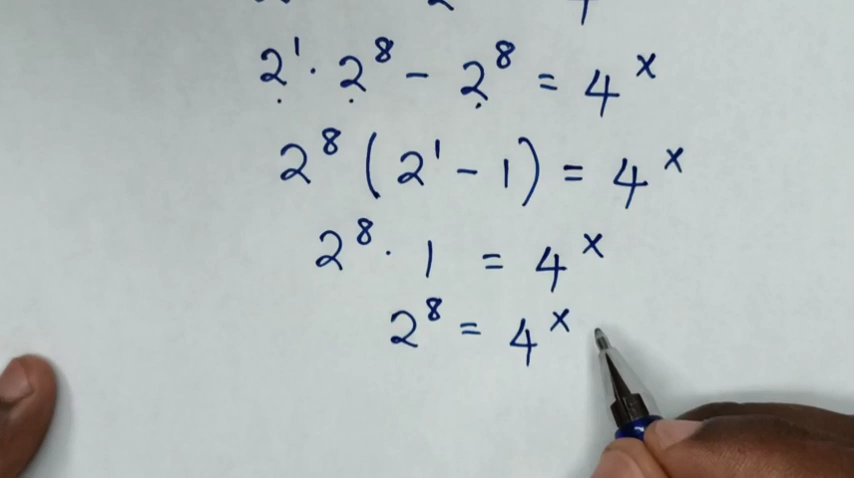 2¹ · 2⁸ - 2⁸ = 4ˣ
2⁸ (2¹ - 1) = 4ˣ
2⁸ · 1 = 4ˣ
2⁸ = 4ˣ